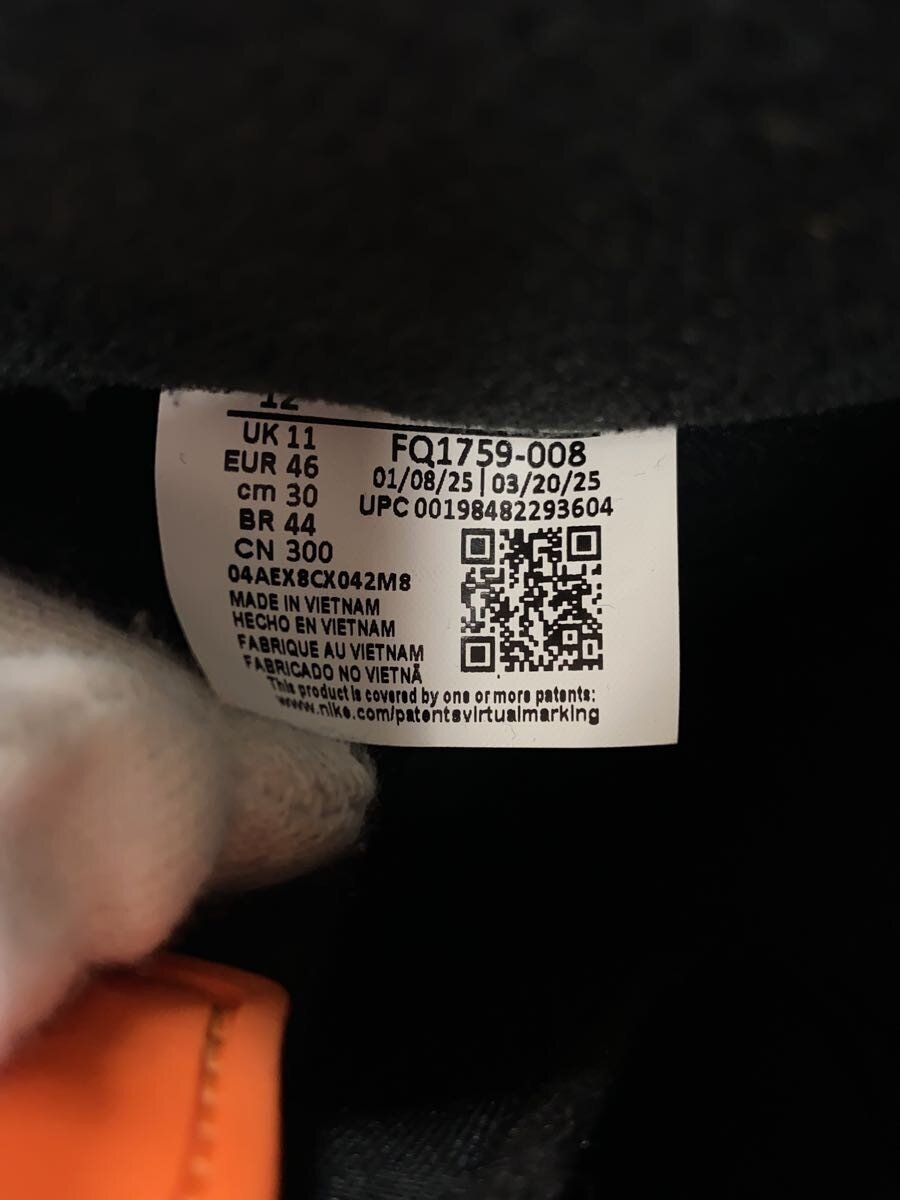 12
UK 11
EUR 46
cm 30
BR 44
CN 300
FQ1759-008
01/08/25 | 03/20/25
UPC 00198482293604
04AEX8CX042M8
MADE IN VIETNAM
HECHO EN VIETNAM
FABRIQUE AU VIETNAM
FABRICADO NO VIETNÃ
This product is covered by one or more patents:
www.nike.com/patentsvirtualmarking